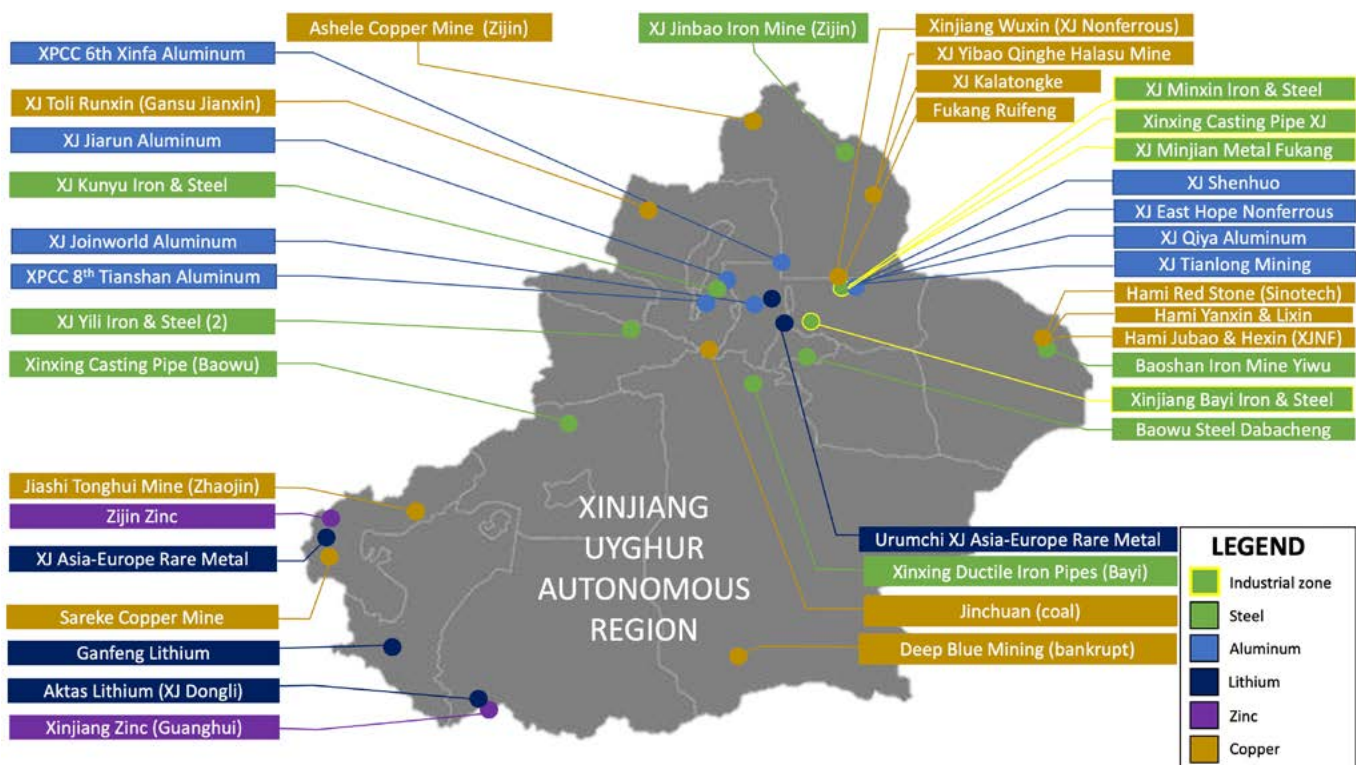 Ashele Copper Mine (Zijin)
XJ Jinbao Iron Mine (Zijin)
Xinjiang Wuxin (XJ Nonferrous)
XPCC 6th Xinfa Aluminum
XJ Yibao Qinghe Halasu Mine
XJ Kalatongke
XJ Minxin Iron & Steel
XJ Toli Runxin (Gansu Jianxin)
Fukang Ruifeng
Xinxing Casting Pipe XJ
XJ Jiarun Aluminum
XJ Minjian Metal Fukang
XJ Kunyu Iron & Steel
XJ Shenhuo
XJ East Hope Nonferrous
XJ Joinworld Aluminum
XJ Qiya Aluminum
XPCC 8th Tianshan Aluminum
XJ Tianlong Mining
Hami Red Stone (Sinotech)
XJ Yili Iron & Steel (2)
Hami Yanxin & Lixin
Hami Jubao & Hexin (XJNF)
Xinxing Casting Pipe (Baowu)
Baoshan Iron Mine Yiwu
Xinjiang Bayi Iron & Steel
Baowu Steel Dabacheng
Jiashi Tonghui Mine (Zhaojin)
Zijin Zinc
XJ Asia-Europe Rare Metal
Sareke Copper Mine
Ganfeng Lithium
Aktas Lithium (XJ Dongli)
Xinjiang Zinc (Guanghui)
XINJIANG
UYGHUR
AUTONOMOUS
REGION
Urumchi XJ Asia-Europe Rare Metal
Xinxing Ductile Iron Pipes (Bayi)
Jinchuan (coal)
Deep Blue Mining (bankrupt)
LEGEND
Industrial zone
Steel
Aluminum
Lithium
Zinc
Copper